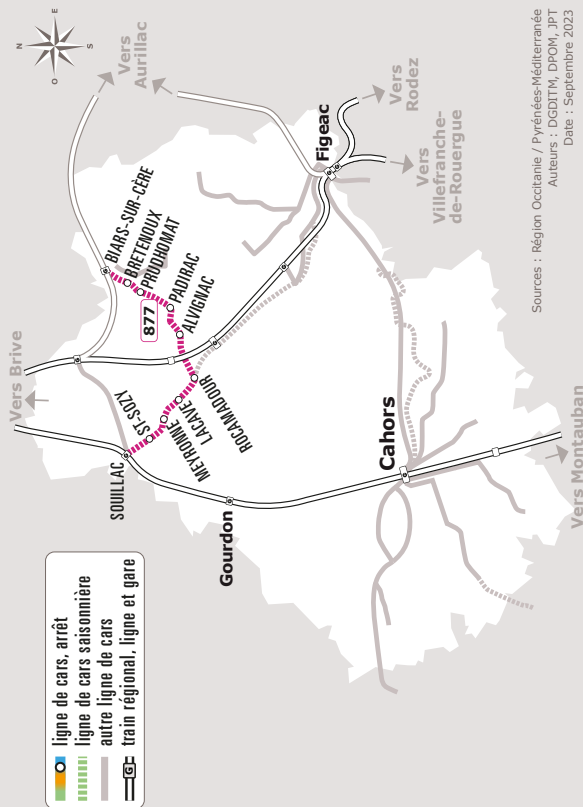 N
E
S
O
Vers Brive
Vers
Aurillac
BIARS-SUR-CÈRE
BRETENOUX
PRUDHOMAT
877
PADIRAC
ALVIGNAC
SOUILLAC
ST-SOZY
MEYRONNE
LACAVE
ROCAMADOUR
Gourdon
Figeac
Vers
Rodez
Vers
Villefranche-
de-Rouergue
Cahors
Vers Montauban
ligne de cars, arrêt
ligne de cars saisonnière
autre ligne de cars
G
train régional, ligne et gare
Sources : Région Occitanie / Pyrénées-Méditerranée
Auteurs : DGDITM, DPOM, JPT
Date : Septembre 2023